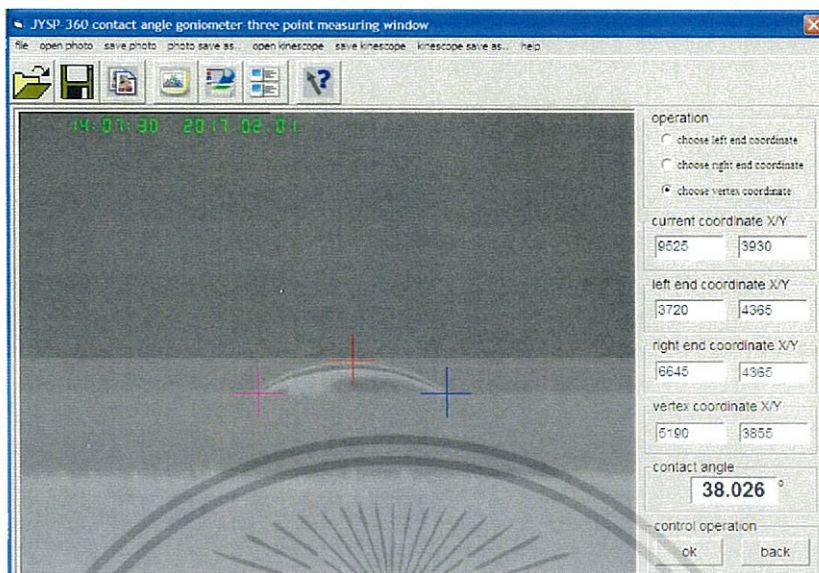 JYSP-360 contact angle goniometer-three point measuring window
file open photo save photo photo save as.. open kinescope save kinescope kinescope save as.. help
14:07:30 2017-02-01
operation
choose left end coordinate
choose right end coordinate
choose vertex coordinate
current coordinate X/Y
9525 3930
left end coordinate X/Y
3720 4365
right end coordinate X/Y
6645 4365
vertex coordinate X/Y
5190 3855
contact angle
38.026 °
control operation
ok back